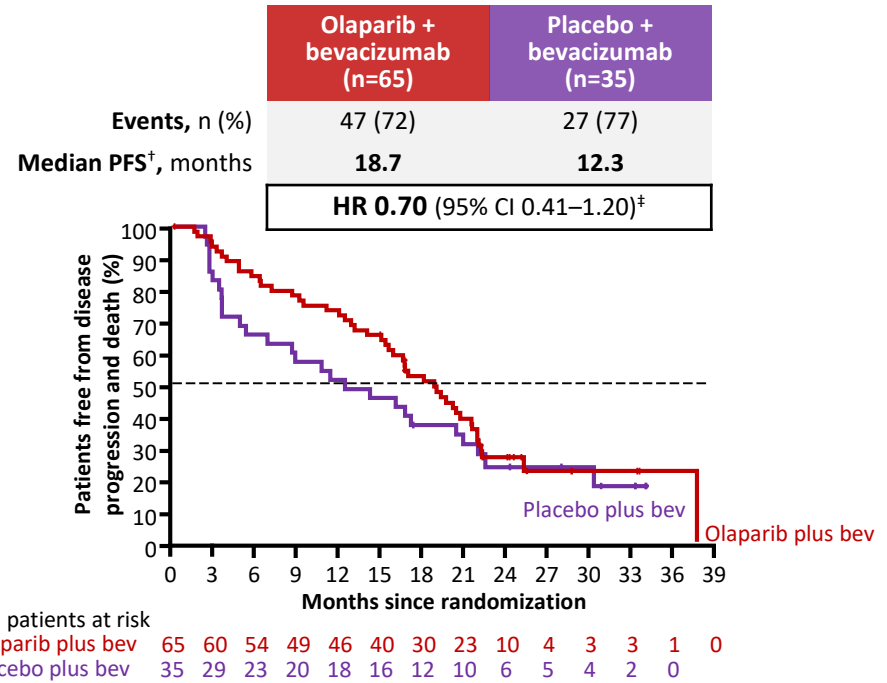 Olaparib + bevacizumab (n=65)
Placebo + bevacizumab (n=35)
Events, n (%) 47 (72) 27 (77)
Median PFS†, months 18.7 12.3
HR 0.70 (95% CI 0.41–1.20)‡
Patients free from disease
progression and death (%)
100
90
80
70
60
50
40
30
20
10
0
Placebo plus bev
Olaparib plus bev
0 3 6 9 12 15 18 21 24 27 30 33 36 39
Months since randomization
patients at risk
parib plus bev 65 60 54 49 46 40 30 23 10 4 3 3 1 0
cebo plus bev 35 29 23 20 18 16 12 10 6 5 4 2 0